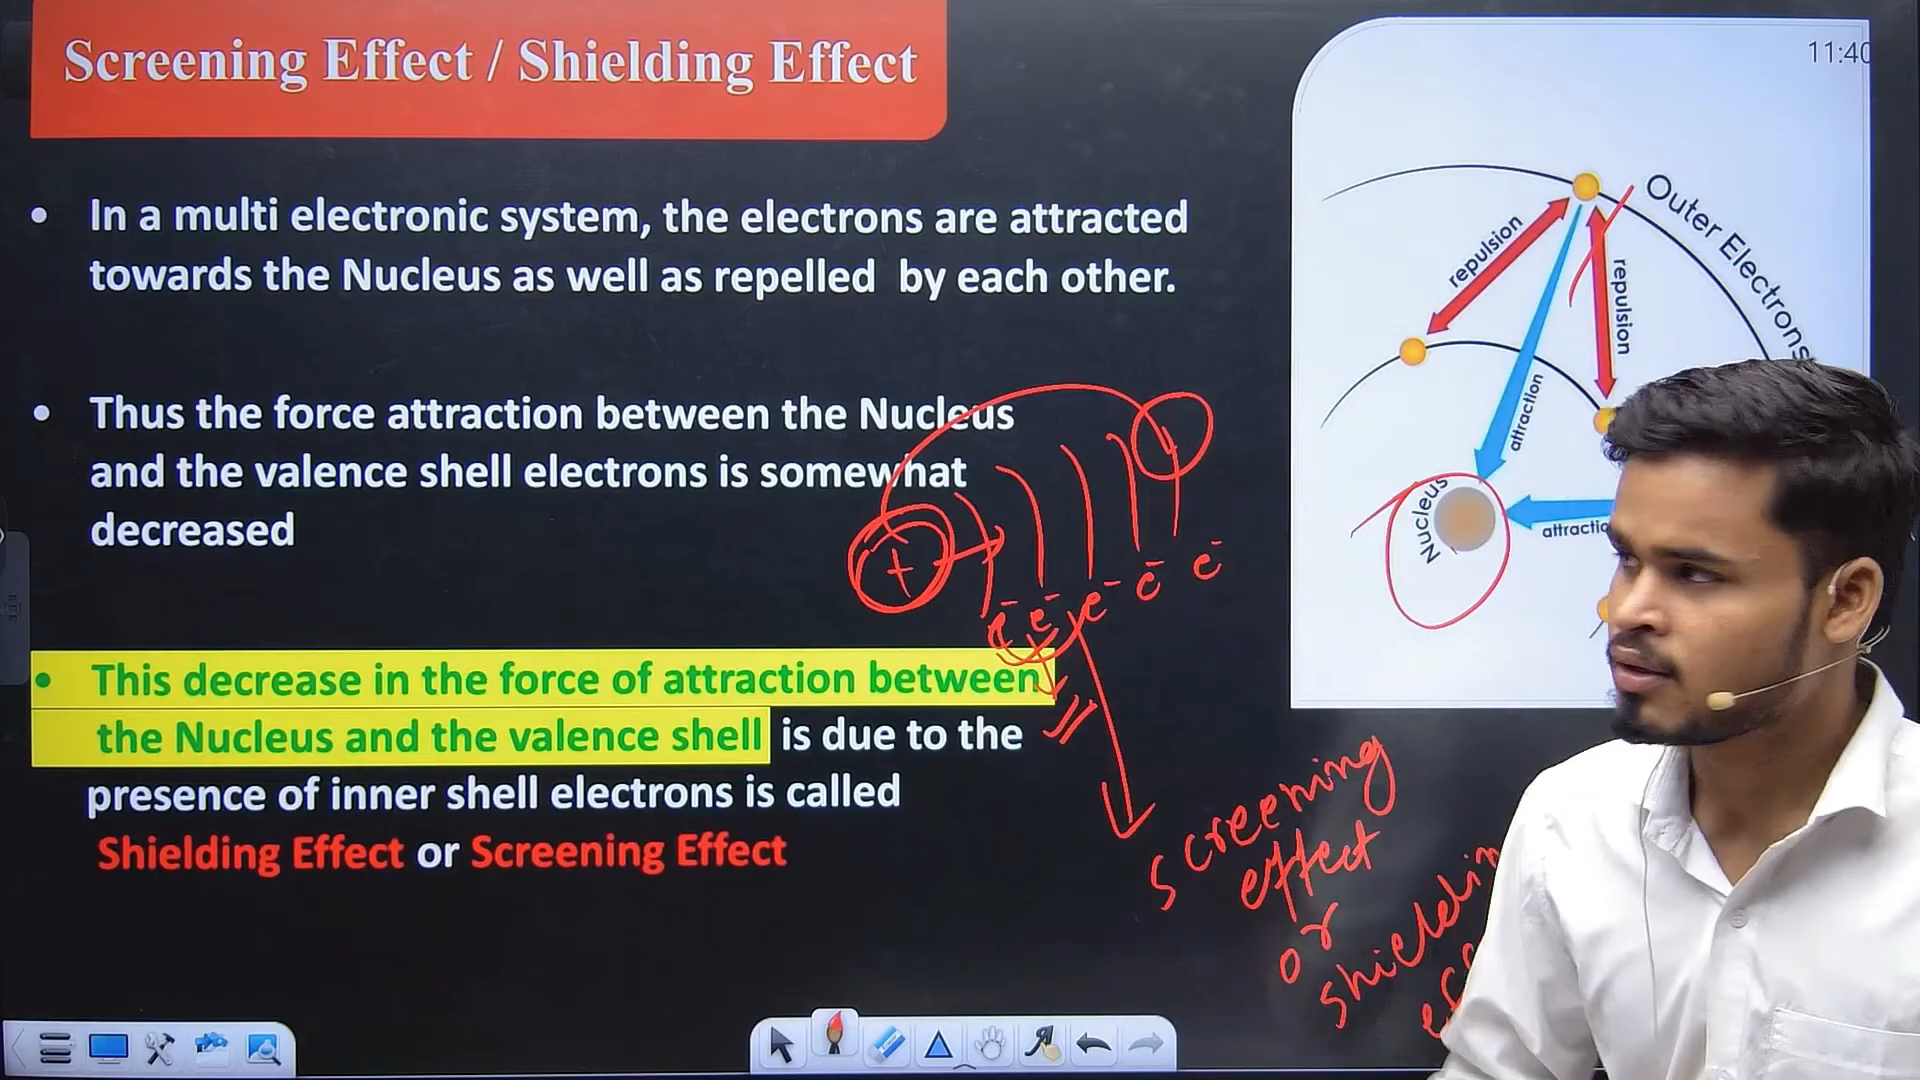 Screening Effect / Shielding Effect
11:40
• In a multi electronic system, the electrons are attracted
towards the Nucleus as well as repelled by each other.
• Thus the force attraction between the Nucleus
and the valence shell electrons is somewhat
decreased
• This decrease in the force of attraction between
the Nucleus and the valence shell is due to the
presence of inner shell electrons is called
Shielding Effect or Screening Effect
Outer Electrons
repulsion
repulsion
attraction
Nucleus
+
e⁻ e⁻ e⁻ e⁻ e⁻
screening
effect
or